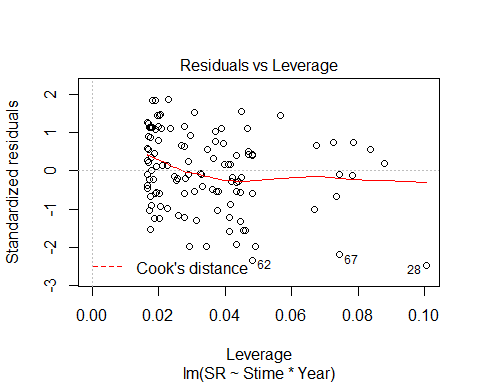 Residuals vs Leverage
Standardized residuals
2
1
0
-1
-2
-3
Cook's distance
62
67
28
0.00 0.02 0.04 0.06 0.08 0.10
Leverage
lm(SR ~ Stime * Year)